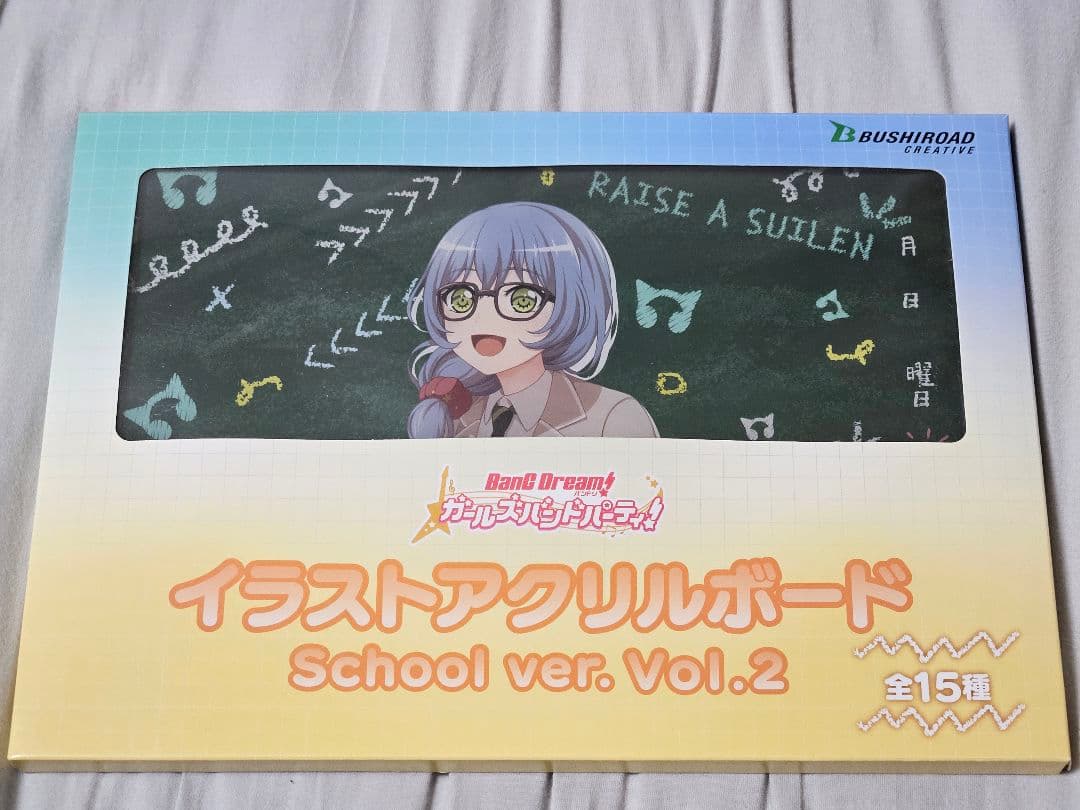 BUSHIROAD
CREATIVE
RAISE A SUILEN
月
日
曜日
BanG Dream!
バンドリ
ガールズバンドパーティ!
イラストアクリルボード
School ver. Vol.2
全15種